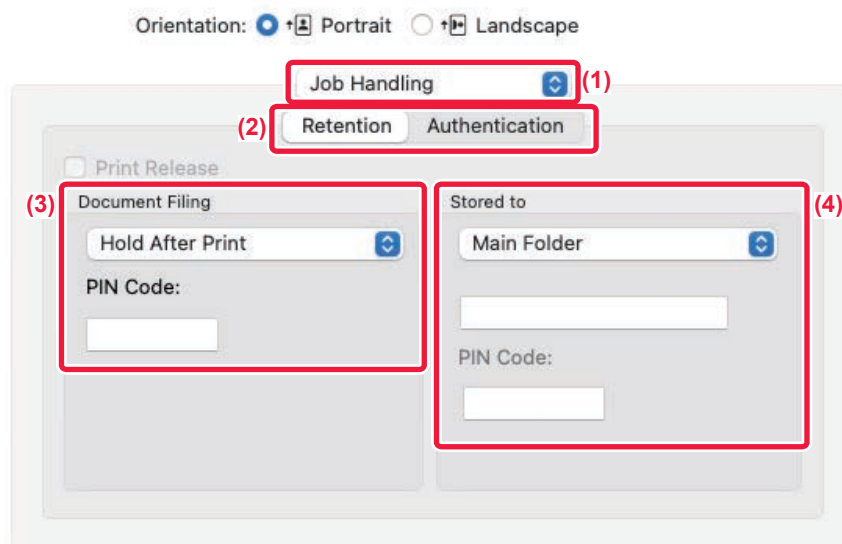 Orientation: Portrait Landscape
Job Handling (1)
(2) Retention Authentication
Print Release
(3) Document Filing Stored to (4)
Hold After Print Main Folder
PIN Code:
PIN Code: